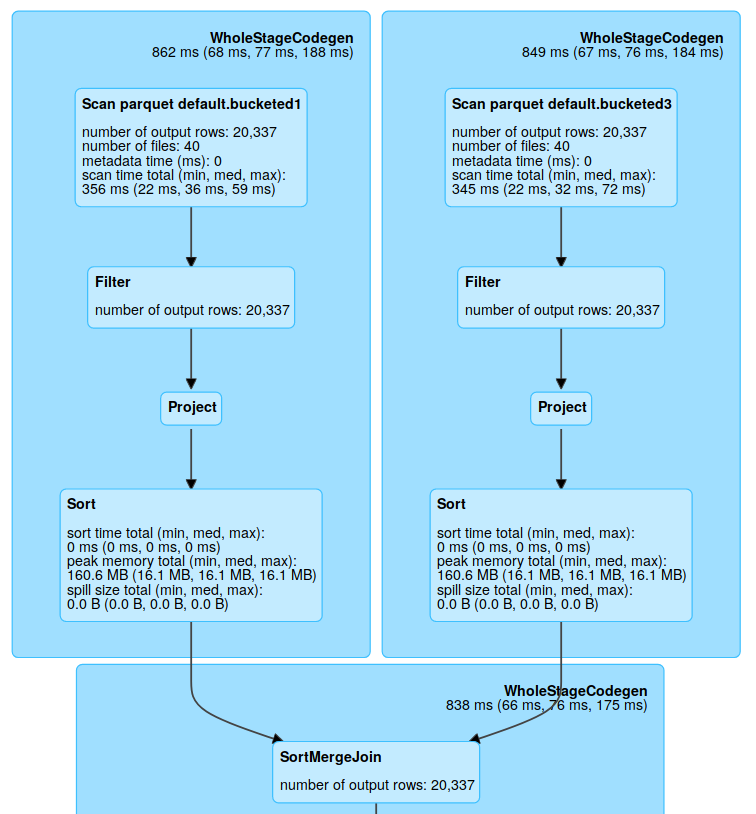 WholeStageCodegen
862 ms (68 ms, 77 ms, 188 ms)
Scan parquet default.bucketed1
number of output rows: 20,337
number of files: 40
metadata time (ms): 0
scan time total (min, med, max):
356 ms (22 ms, 36 ms, 59 ms)
Filter
number of output rows: 20,337
Project
Sort
sort time total (min, med, max):
0 ms (0 ms, 0 ms, 0 ms)
peak memory total (min, med, max):
160.6 MB (16.1 MB, 16.1 MB, 16.1 MB)
spill size total (min, med, max):
0.0 B (0.0 B, 0.0 B, 0.0 B)
WholeStageCodegen
849 ms (67 ms, 76 ms, 184 ms)
Scan parquet default.bucketed3
number of output rows: 20,337
number of files: 40
metadata time (ms): 0
scan time total (min, med, max):
345 ms (22 ms, 32 ms, 72 ms)
Filter
number of output rows: 20,337
Project
Sort
sort time total (min, med, max):
0 ms (0 ms, 0 ms, 0 ms)
peak memory total (min, med, max):
160.6 MB (16.1 MB, 16.1 MB, 16.1 MB)
spill size total (min, med, max):
0.0 B (0.0 B, 0.0 B, 0.0 B)
WholeStageCodegen
838 ms (66 ms, 76 ms, 175 ms)
SortMergeJoin
number of output rows: 20,337